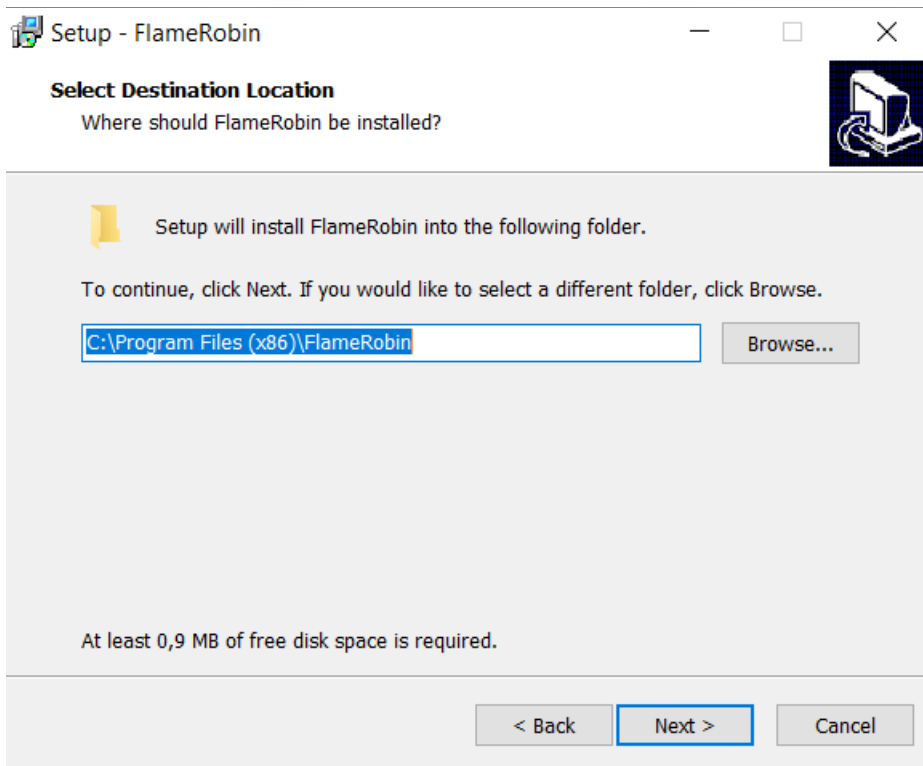 Setup - FlameRobin
Select Destination Location
Where should FlameRobin be installed?
Setup will install FlameRobin into the following folder.
To continue, click Next. If you would like to select a different folder, click Browse.
C:\Program Files (x86)\FlameRobin
Browse...
At least 0,9 MB of free disk space is required.
< Back
Next >
Cancel